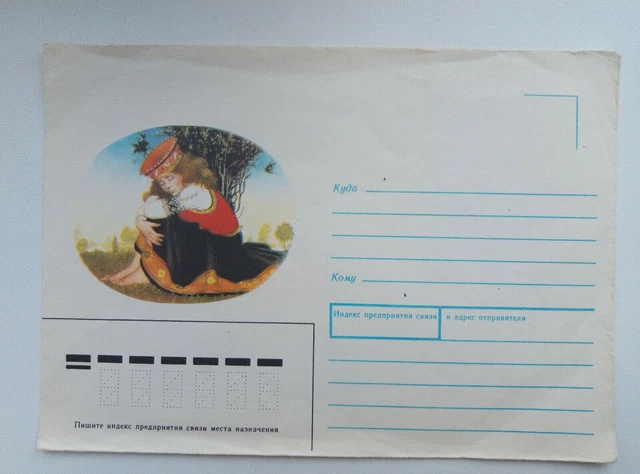 Куда
Кому
Индекс предприятия связи и адрес отправителя
Пишите индекс предприятия связи места назначения